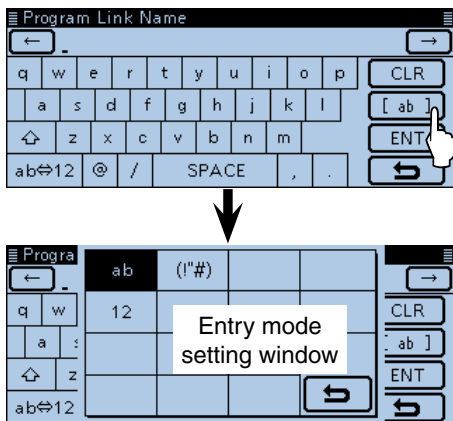 Program Link Name
← _ →
q w e r t y u i o p CLR
a s d f g h j k l [ ab ]
z x c v b n m ENT
ab⇔12 @ / SPACE , .
Progra
← _ ab (!"#) →
q w 12 CLR
a ab ]
z ENT
ab⇔12
Entry mode
setting window